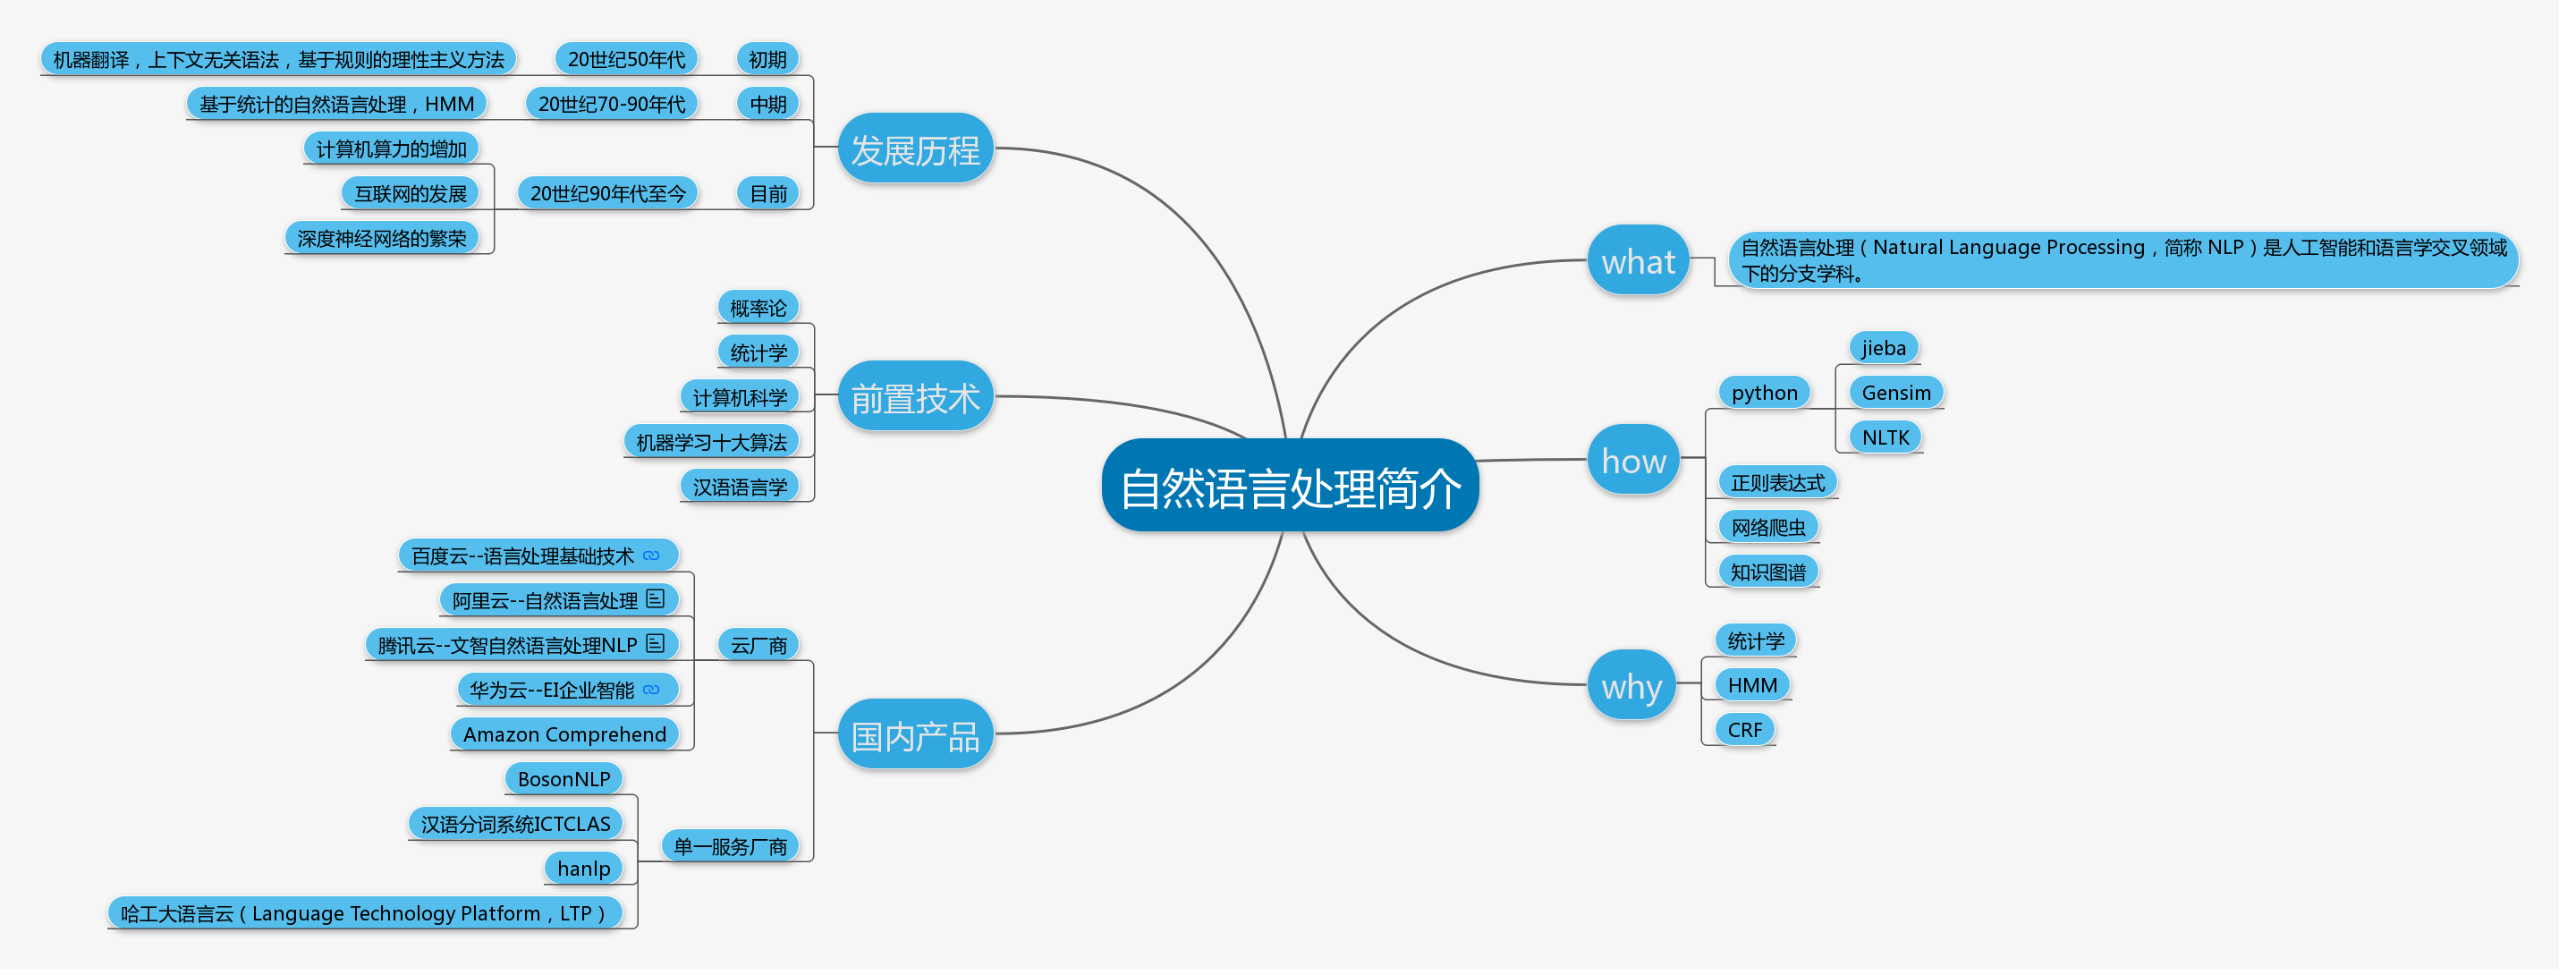 自然语言处理简介
what
自然语言处理（Natural Language Processing，简称 NLP）是人工智能和语言学交叉领域
下的分支学科。
how
python
jieba
Gensim
NLTK
正则表达式
网络爬虫
知识图谱
why
统计学
HMM
CRF
发展历程
初期
20世纪50年代
机器翻译，上下文无关语法，基于规则的理性主义方法
中期
20世纪70-90年代
基于统计的自然语言处理，HMM
目前
20世纪90年代至今
计算机算力的增加
互联网的发展
深度神经网络的繁荣
前置技术
概率论
统计学
计算机科学
机器学习十大算法
汉语语言学
国内产品
云厂商
百度云--语言处理基础技术
阿里云--自然语言处理
腾讯云--文智自然语言处理NLP
华为云--EI企业智能
Amazon Comprehend
单一服务厂商
BosonNLP
汉语分词系统ICTCLAS
hanlp
哈工大语言云（Language Technology Platform，LTP）